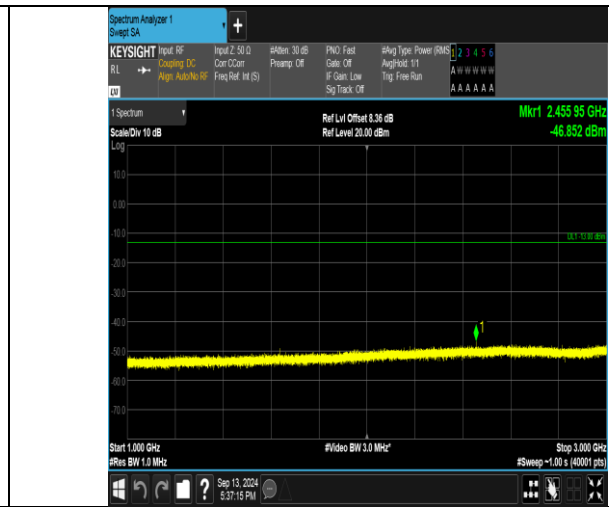 Spectrum Analyzer 1
Swept SA
+
KEYSIGHT
RL
Input: RF
Coupling: DC
Align: Auto/No RF
Input Z: 50 Ω
Corr CCorr
Freq Ref: Int (S)
#Atten: 30 dB
Preamp: Off
PNO: Fast
Gate: Off
IF Gain: Low
Sig Track: Off
#Avg Type: Power (RMS
Avg|Hold: 1/1
Trig: Free Run
1 2 3 4 5 6
A W W W W W
A A A A A A
LXI
1 Spectrum
Scale/Div 10 dB
Ref Lvl Offset 8.36 dB
Ref Level 20.00 dBm
Mkr1 2.455 95 GHz
-46.852 dBm
Log
10.0
0.00
-10.0
DL1 -13.00 dBm
-20.0
-30.0
-40.0
1
-50.0
-60.0
-70.0
Start 1.000 GHz
#Res BW 1.0 MHz
#Video BW 3.0 MHz*
Stop 3.000 GHz
#Sweep ~1.00 s (40001 pts)
?
Sep 13, 2024
5:37:15 PM